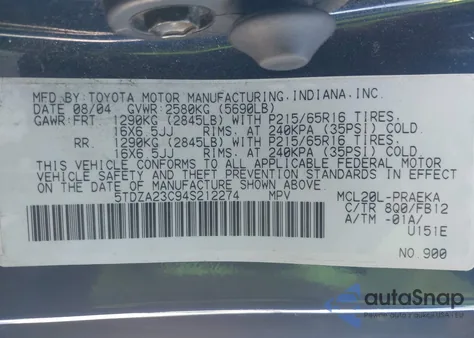 MFD.BY:TOYOTA MOTOR MANUFACTURING,INDIANA,INC.
DATE 08/04 GVWR:2580KG (5690LB)
GAWR:FRT 1290KG (2845LB) WITH P215/65R16 TIRES,
16X6.5JJ RIMS, AT 240KPA (35PSI) COLD.
RR. 1290KG (2845LB) WITH P215/65R16 TIRES,
16X6.5JJ RIMS, AT 240KPA (35PSI) COLD.
THIS VEHICLE CONFORMS TO ALL APPLICABLE FEDERAL MOTOR
VEHICLE SAFETY AND THEFT PREVENTION STANDARDS IN EFFECT
ON THE DATE OF MANUFACTURE SHOWN ABOVE.
5TDZA23C94S212274 MPV MCL20L-PRAEKA
C/TR 8Q0/FB12
A/TM -01A/
U151E
NO.900
autoSnap